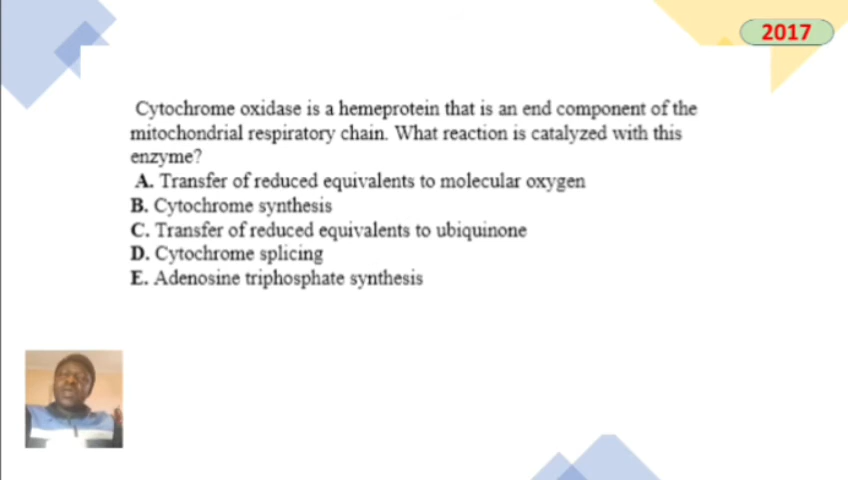 2017
Cytochrome oxidase is a hemeprotein that is an end component of the
mitochondrial respiratory chain. What reaction is catalyzed with this
enzyme?
A. Transfer of reduced equivalents to molecular oxygen
B. Cytochrome synthesis
C. Transfer of reduced equivalents to ubiquinone
D. Cytochrome splicing
E. Adenosine triphosphate synthesis